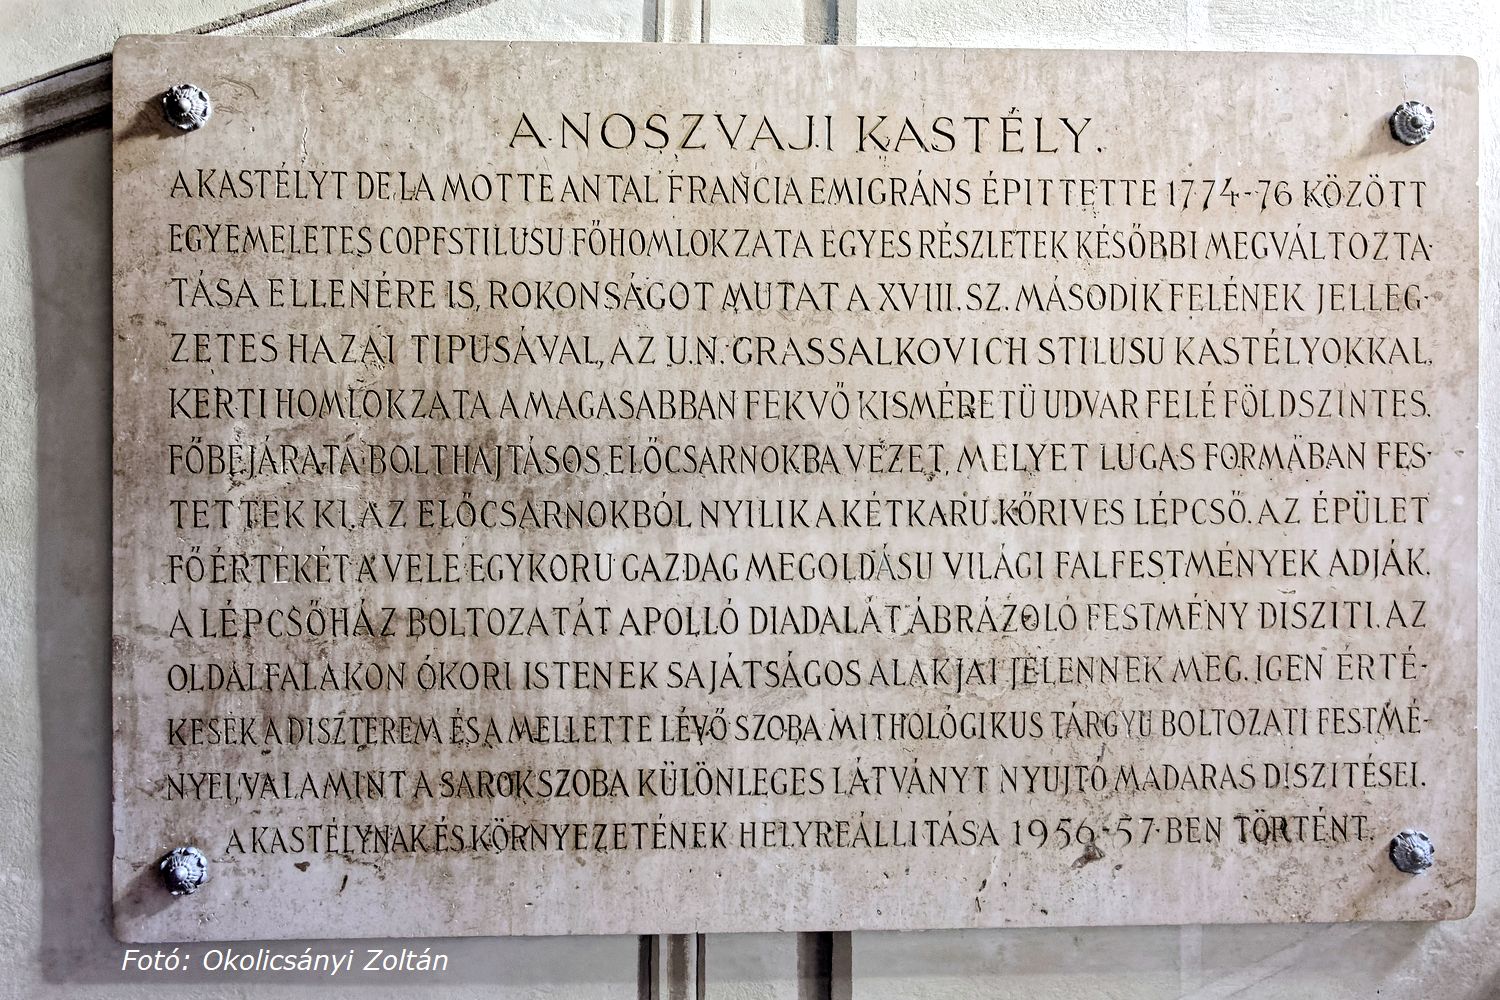 A NOSZVAJI KASTÉLY.
A KASTÉLYT DE LA MOTTE ANTAL FRANCIA EMIGRÁNS ÉPITTETTE 1774-76 KÖZÖTT
EGYEMELETES COPFSTILUSU FŐHOMLOKZATA EGYES RÉSZLETEK KÉSŐBBI MEGVÁLTOZTA-
TÁSA ELLENÉRE IS, ROKONSÁGOT MUTAT A XVIII. SZ. MÁSODIK FELÉNEK JELLEG-
ZETES HAZAI TIPUSÁVAL, AZ U.N. GRASSALKOVICH STILUSU KASTÉLYOKKAL,
KERTI HOMLOKZATA A MAGASABBAN FEKVŐ KISMÉRETÜ UDVAR FELÉ FÖLDSZINTES.
FŐBEJÁRATA BOLTHAJTÁSOS ELŐCSARNOKBA VEZET, MELYET LUGAS FORMÁBAN FES-
TETTEK KI. AZ ELŐCSARNOKBÓL NYILIK A KÉTKARU KŐRIVES LÉPCSŐ. AZ ÉPÜLET
FŐÉRTÉKÉT A VELE EGYKORU GAZDAG MEGOLDÁSU VILÁGI FALFESTMÉNYEK ADJÁK.
A LÉPCSŐHÁZ BOLTOZATÁT APOLLÓ DIADALÁT ÁBRÁZOLÓ FESTMÉNY DISZITI. AZ
OLDALFALAKON ÓKORI ISTENEK SAJÁTSÁGOS ALAKJAI JELENNEK MEG. IGEN ÉRTÉ-
KESEK A DISZTEREM ÉS A MELLETTE LÉVŐ SZOBA MITHOLÓGIKUS TÁRGYU BOLTOZATI FESTMÉ-
NYEI, VALAMINT A SAROKSZOBA KÜLÖNLEGES LÁTVÁNYT NYUJTÓ MADARAS DISZITÉSEI.
A KASTÉLYNAK ÉS KÖRNYEZETÉNEK HELYREÁLLITÁSA 1956-57-BEN TÖRTÉNT.
Fotó: Okolicsányi Zoltán